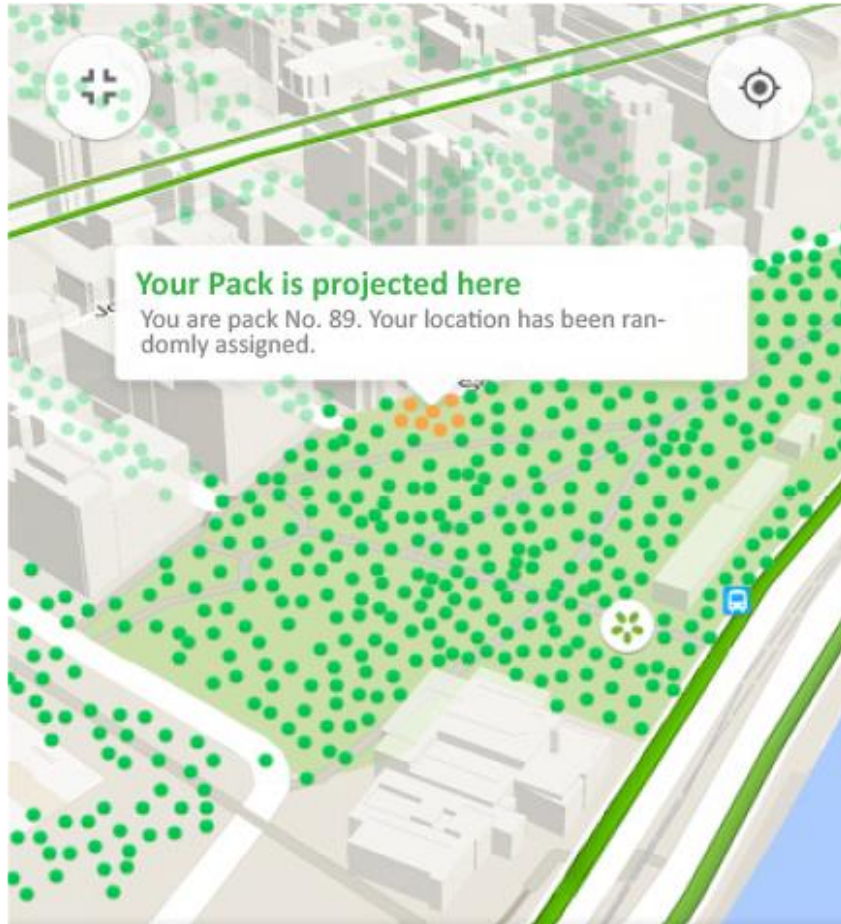 Your Pack is projected here
You are pack No. 89. Your location has been ran-
domly assigned.